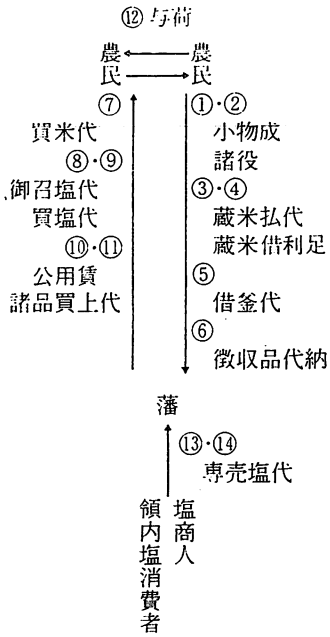 ⑫与荷
農民
農民
⑦
買米代
⑧・⑨
御召塩代
買塩代
⑩・⑪
公用賃
諸品買上代
①・②
小物成
諸役
③・④
蔵米払代
蔵米借利足
⑤
借釜代
⑥
徴収品代納
藩
⑬・⑭
専売塩代
塩商人
領内塩消費者